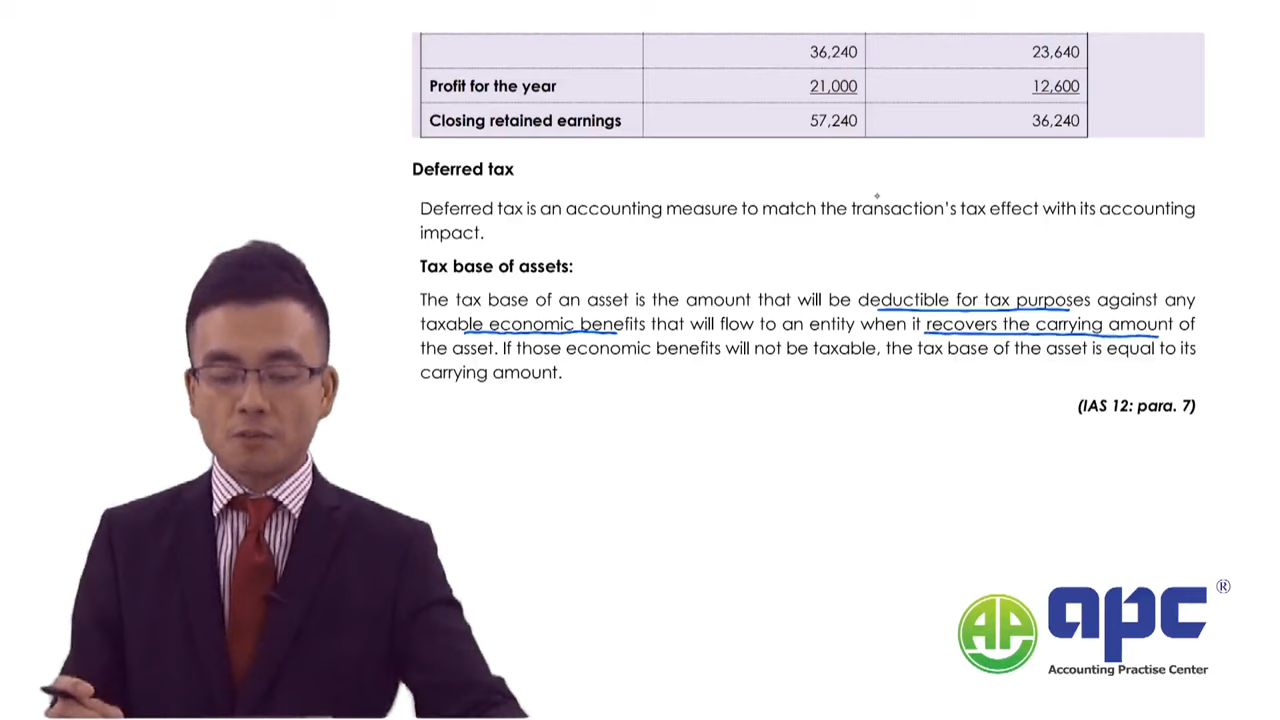 36,240 23,640
Profit for the year 21,000 12,600
Closing retained earnings 57,240 36,240
Deferred tax
Deferred tax is an accounting measure to match the transaction's tax effect with its accounting
impact.
Tax base of assets:
The tax base of an asset is the amount that will be deductible for tax purposes against any
taxable economic benefits that will flow to an entity when it recovers the carrying amount of
the asset. If those economic benefits will not be taxable, the tax base of the asset is equal to its
carrying amount.
(IAS 12: para. 7)
AP apc ®
Accounting Practise Center